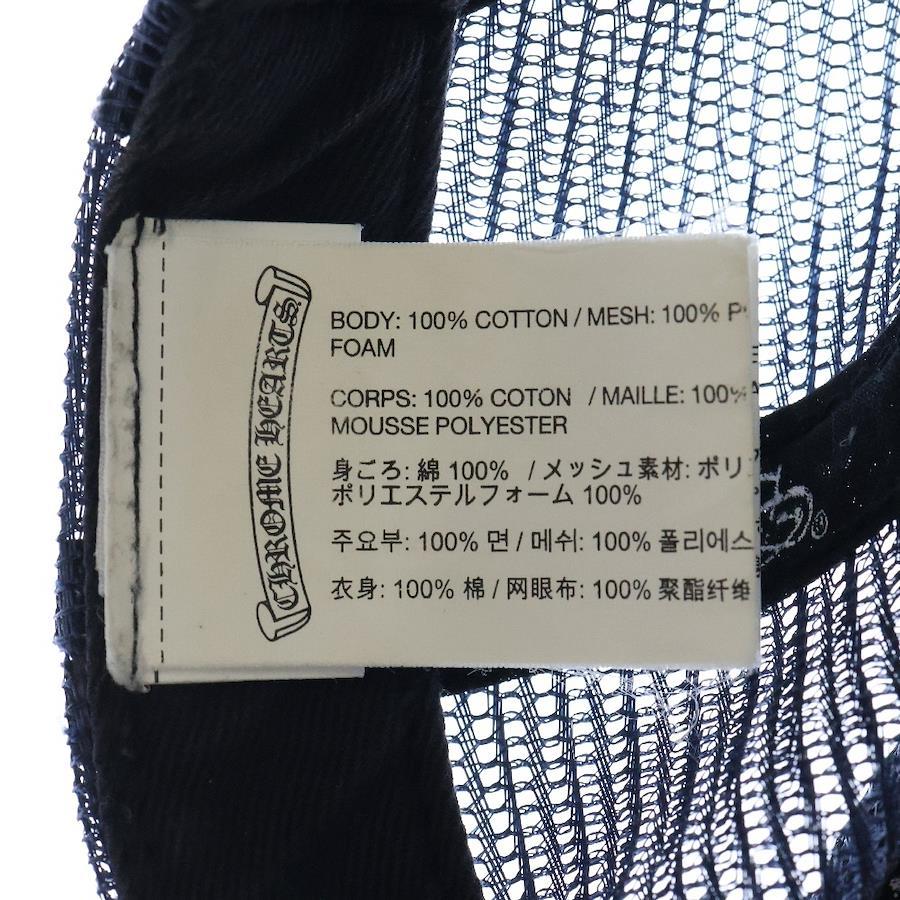 CHROME HEARTS
BODY: 100% COTTON / MESH: 100%
FOAM
CORPS: 100% COTON / MAILLE: 100%
MOUSSE POLYESTER
身ごろ: 綿 100% / メッシュ素材: ポリ
ポリエステルフォーム 100%
주요부: 100% 면 / 메쉬: 100% 폴리에스
衣身: 100% 棉 / 网眼布: 100% 聚酯纤维